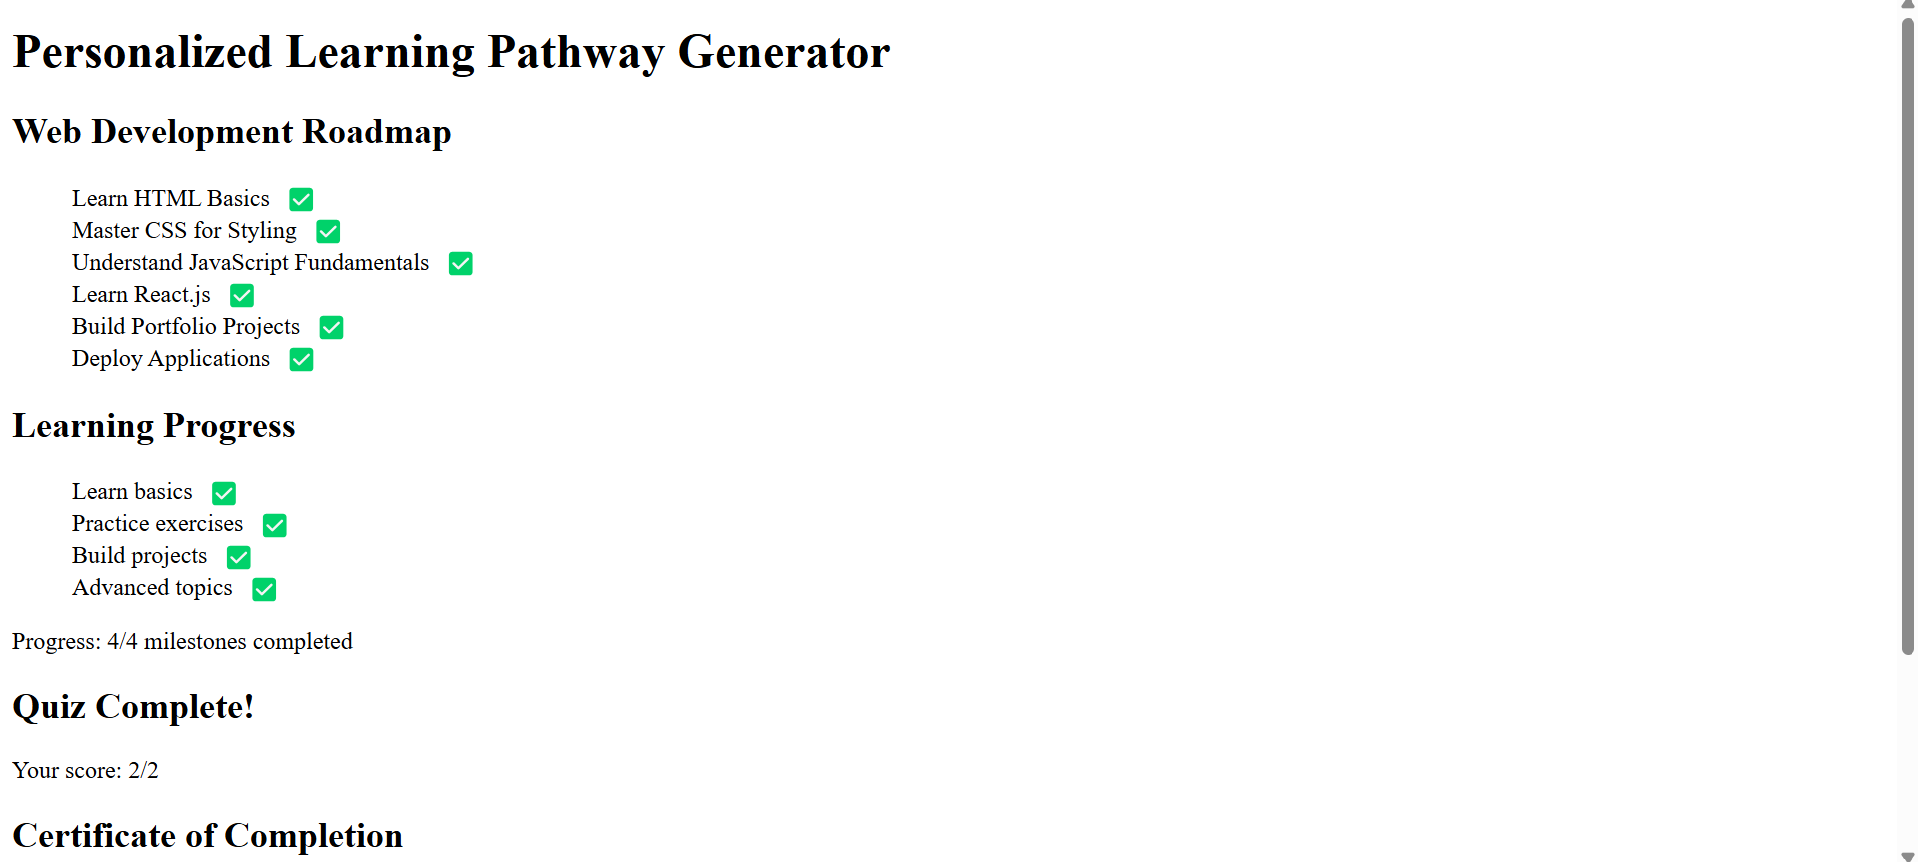 Personalized Learning Pathway Generator
Web Development Roadmap
Learn HTML Basics ✅
Master CSS for Styling ✅
Understand JavaScript Fundamentals ✅
Learn React.js ✅
Build Portfolio Projects ✅
Deploy Applications ✅
Learning Progress
Learn basics ✅
Practice exercises ✅
Build projects ✅
Advanced topics ✅
Progress: 4/4 milestones completed
Quiz Complete!
Your score: 2/2
Certificate of Completion